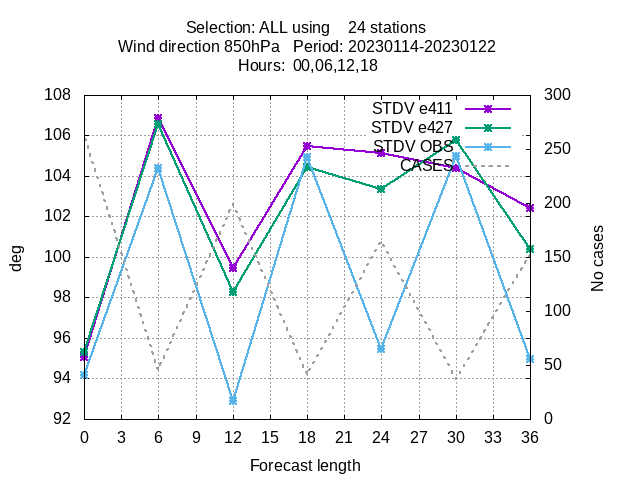 Selection: ALL using    24 stations
Wind direction 850hPa   Period: 20230114-20230122
Hours:  00,06,12,18
108
106
104
102
100
98
96
94
92
300
250
200
150
100
50
0
STDV e411
STDV e427
STDV OBS
CASES
deg
No cases
0 3 6 9 12 15 18 21 24 27 30 33 36
Forecast length